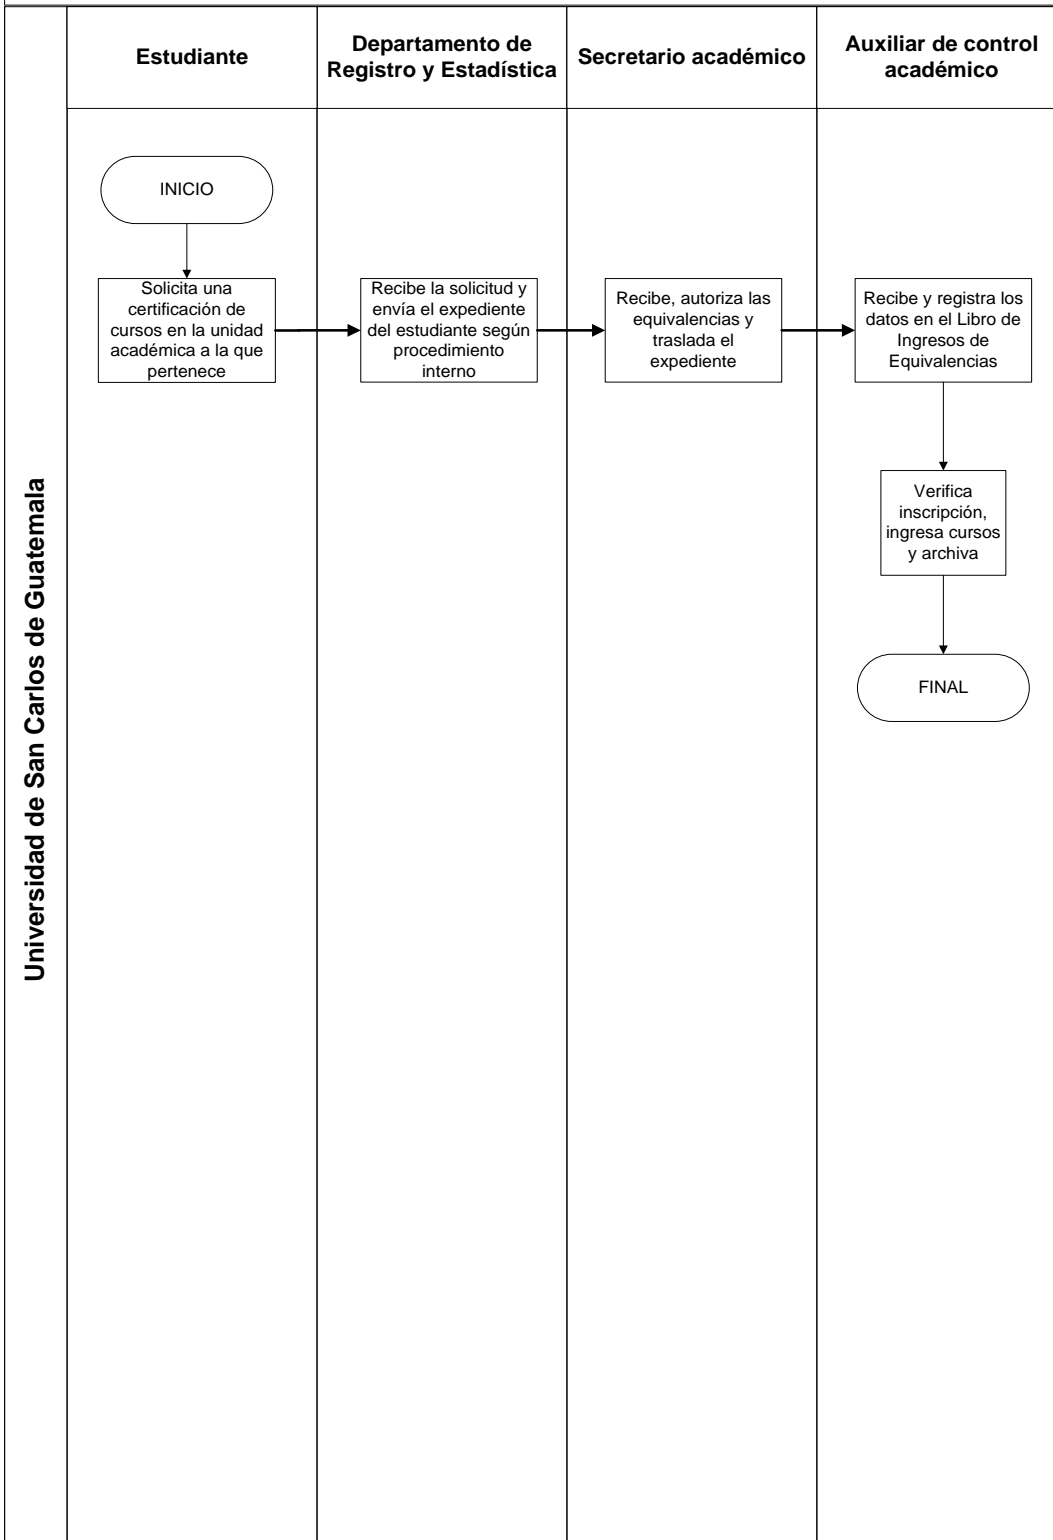 Estudiante
Departamento de
Registro y Estadística
Secretario académico
Auxiliar de control
académico
Universidad de San Carlos de Guatemala
INICIO
Solicita una
certificación de
cursos en la unidad
académica a la que
pertenece
Recibe la solicitud y
envía el expediente
del estudiante según
procedimiento
interno
Recibe, autoriza las
equivalencias y
traslada el
expediente
Recibe y registra los
datos en el Libro de
Ingresos de
Equivalencias
Verifica
inscripción,
ingresa cursos
y archiva
FINAL